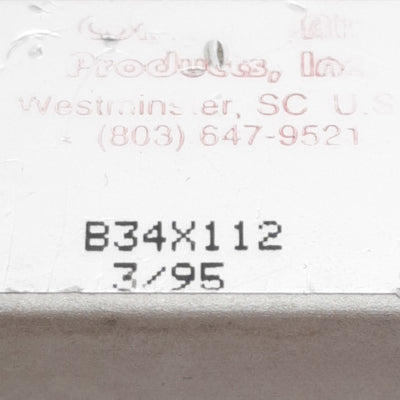 Products, Inc
Westminster, SC U.S
(803) 647-9521
B34X112
3/95